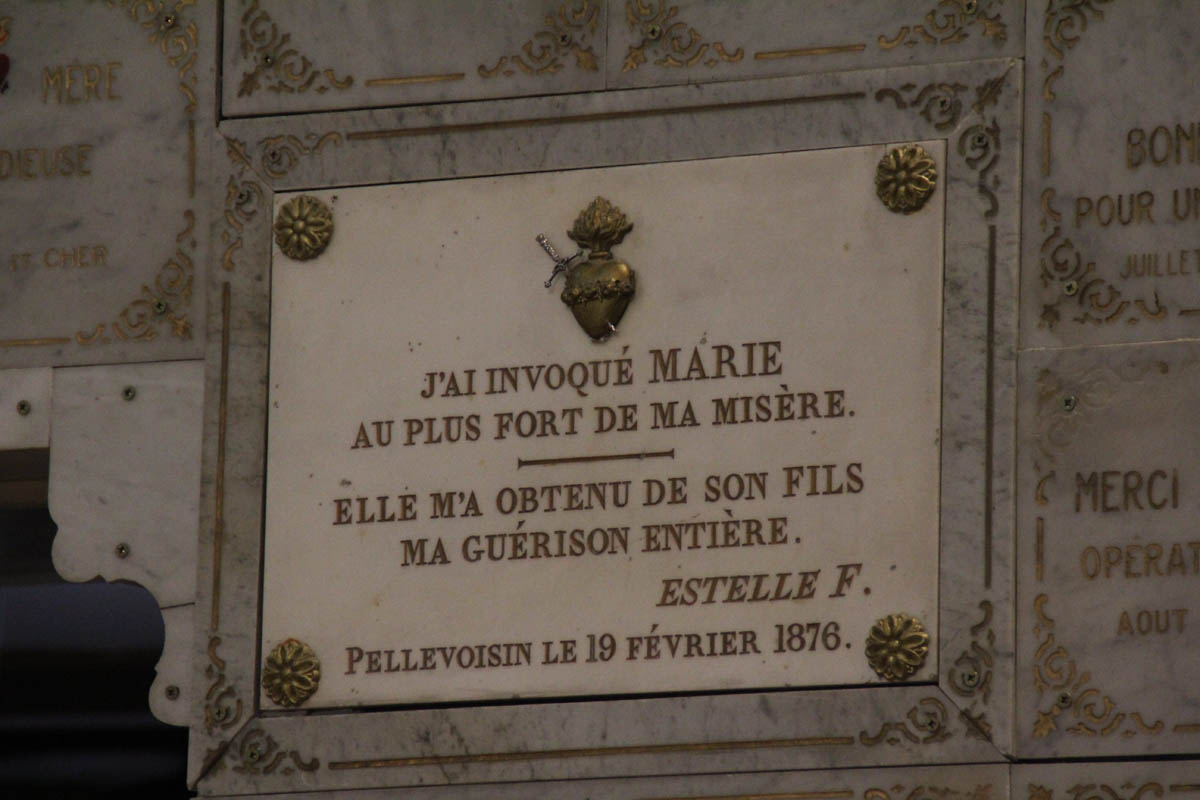 MÈRE
ST CHER
J'AI INVOQUÉ MARIE
AU PLUS FORT DE MA MISÈRE.
ELLE M'A OBTENU DE SON FILS
MA GUÉRISON ENTIÈRE.
ESTELLE F.
PELLEVOISIN LE 19 FÉVRIER 1876.
POUR
MERCI
AOUT